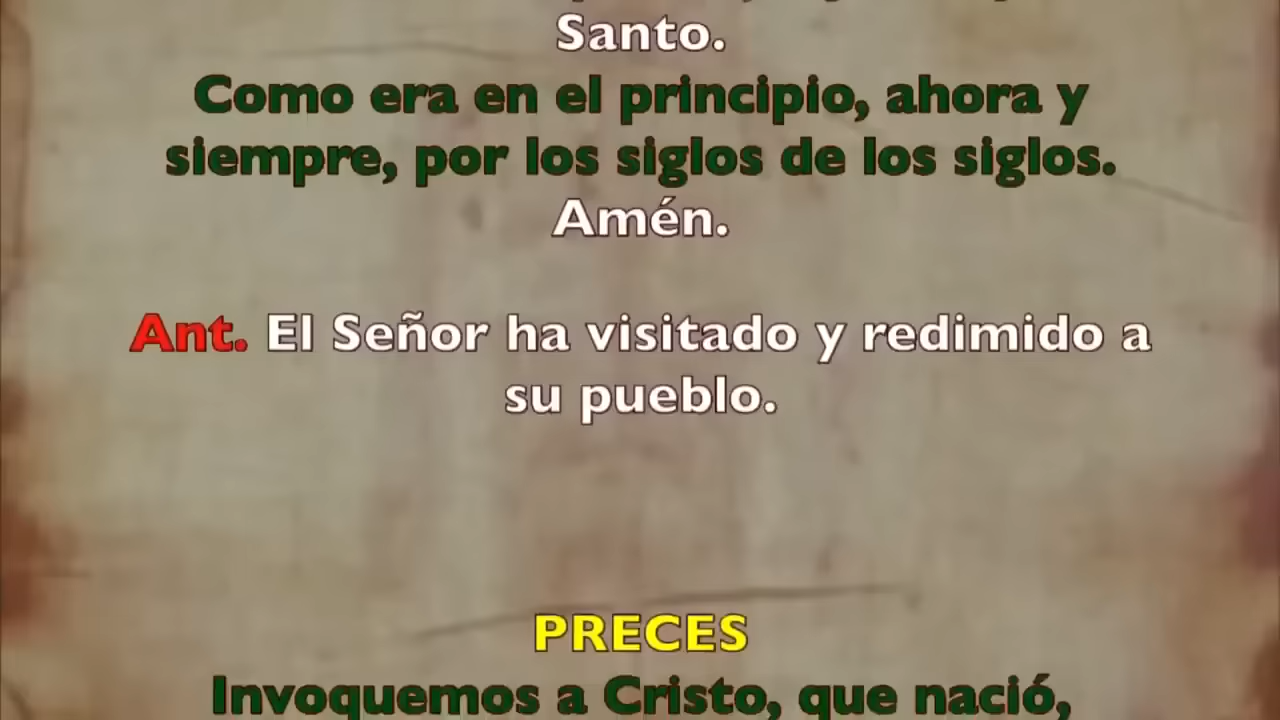 Santo.
Como era en el principio, ahora y
siempre, por los siglos de los siglos.
Amén.
Ant. El Señor ha visitado y redimido a
su pueblo.
PRECES
Invoquemos a Cristo, que nació,